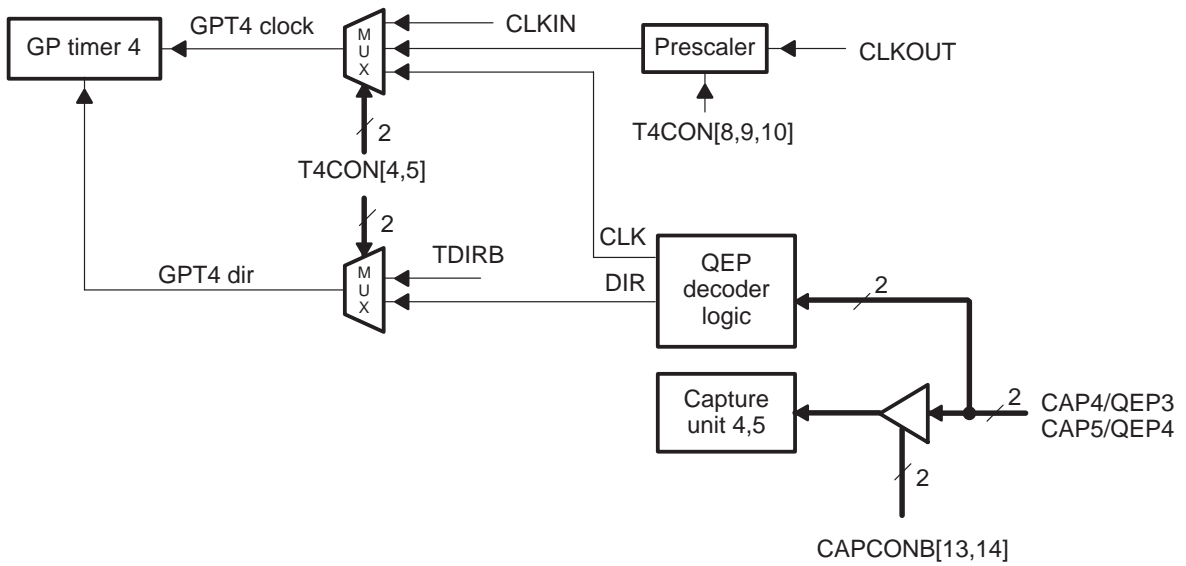 GP timer 4
GPT4 clock
MUX
CLKIN
Prescaler
CLKOUT
T4CON[8,9,10]
2
T4CON[4,5]
2
GPT4 dir
MUX
TDIRB
CLK
DIR
QEP
decoder
logic
2
Capture
unit 4,5
2
CAP4/QEP3
CAP5/QEP4
2
CAPCONB[13,14]